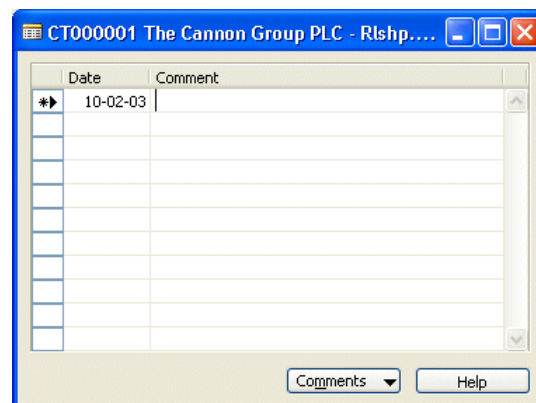 CT000001 The Cannon Group PLC - Rlshp....
Date Comment
10-02-03
Comments Help